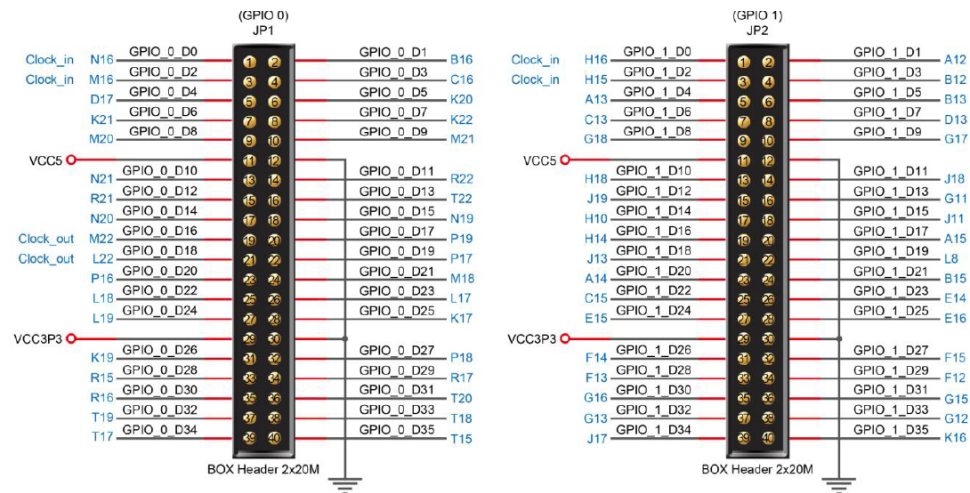 (GPIO 0)
JP1
Clock_in N16 GPIO_0_D0 1 2 GPIO_0_D1 B16
Clock_in M16 GPIO_0_D2 3 4 GPIO_0_D3 C16
D17 GPIO_0_D4 5 6 GPIO_0_D5 K20
K21 GPIO_0_D6 7 8 GPIO_0_D7 K22
M20 GPIO_0_D8 9 10 GPIO_0_D9 M21
VCC5 11 12
N21 GPIO_0_D10 13 14 GPIO_0_D11 R22
R21 GPIO_0_D12 15 16 GPIO_0_D13 T22
N20 GPIO_0_D14 17 18 GPIO_0_D15 N19
Clock_out M22 GPIO_0_D16 19 20 GPIO_0_D17 P19
Clock_out L22 GPIO_0_D18 21 22 GPIO_0_D19 P17
P16 GPIO_0_D20 23 24 GPIO_0_D21 M18
L18 GPIO_0_D22 25 26 GPIO_0_D23 L17
L19 GPIO_0_D24 27 28 GPIO_0_D25 K17
VCC3P3 29 30
K19 GPIO_0_D26 31 32 GPIO_0_D27 P18
R15 GPIO_0_D28 33 34 GPIO_0_D29 R17
R16 GPIO_0_D30 35 36 GPIO_0_D31 T20
T19 GPIO_0_D32 37 38 GPIO_0_D33 T18
T17 GPIO_0_D34 39 40 GPIO_0_D35 T15
BOX Header 2x20M
(GPIO 1)
JP2
Clock_in H16 GPIO_1_D0 1 2 GPIO_1_D1 A12
Clock_in H15 GPIO_1_D2 3 4 GPIO_1_D3 B12
A13 GPIO_1_D4 5 6 GPIO_1_D5 B13
C13 GPIO_1_D6 7 8 GPIO_1_D7 D13
G18 GPIO_1_D8 9 10 GPIO_1_D9 G17
VCC5 11 12
H18 GPIO_1_D10 13 14 GPIO_1_D11 J18
J19 GPIO_1_D12 15 16 GPIO_1_D13 G11
H10 GPIO_1_D14 17 18 GPIO_1_D15 J11
H14 GPIO_1_D16 19 20 GPIO_1_D17 A15
J13 GPIO_1_D18 21 22 GPIO_1_D19 L8
A14 GPIO_1_D20 23 24 GPIO_1_D21 B15
C15 GPIO_1_D22 25 26 GPIO_1_D23 E14
E15 GPIO_1_D24 27 28 GPIO_1_D25 E16
VCC3P3 29 30
F14 GPIO_1_D26 31 32 GPIO_1_D27 F15
F13 GPIO_1_D28 33 34 GPIO_1_D29 F12
G16 GPIO_1_D30 35 36 GPIO_1_D31 G15
G13 GPIO_1_D32 37 38 GPIO_1_D33 G12
J17 GPIO_1_D34 39 40 GPIO_1_D35 K16
BOX Header 2x20M